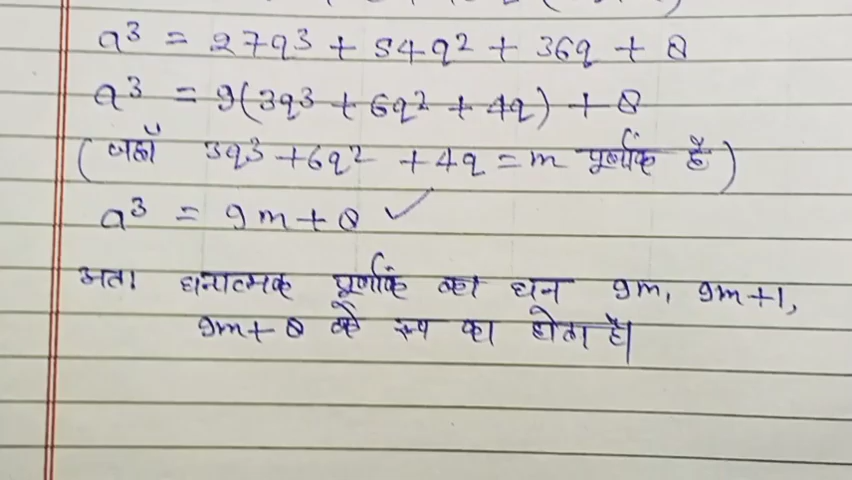 a³ = 27q³ + 54q² + 36q + 8
a³ = 9(3q³ + 6q² + 4q) + 8
(जहाँ 3q³ + 6q² + 4q = m पूर्णांक है)
a³ = 9m + 8 ✓
अतः धनात्मक पूर्णांक का घन 9m, 9m+1,
9m + 8 के रूप का होता है।